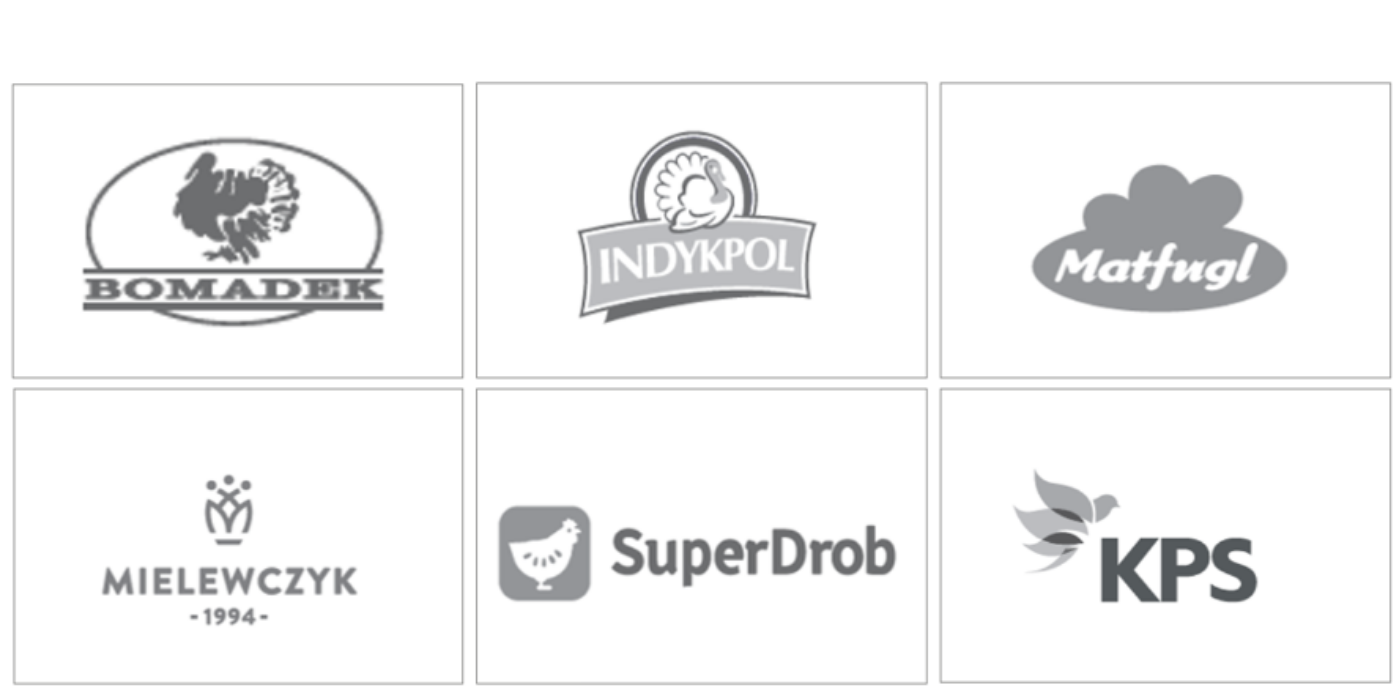 BOMADEK
INDYKPOL
Matfugl
MIELEWCZYK
- 1994 -
SuperDrob
KPS